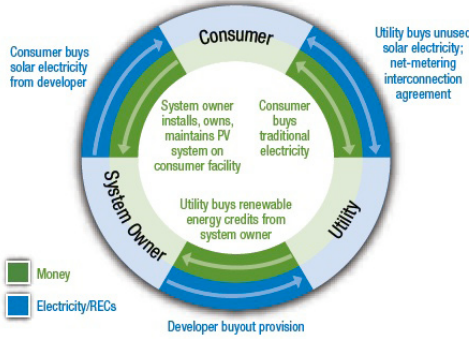 Consumer
Consumer buys
solar electricity
from developer
Utility buys unused
solar electricity;
net-metering
interconnection
agreement
System owner
installs, owns,
maintains PV
system on
consumer facility
Consumer
buys
traditional
electricity
Utility buys renewable
energy credits from
system owner
System Owner
Utility
Money
Electricity/RECs
Developer buyout provision